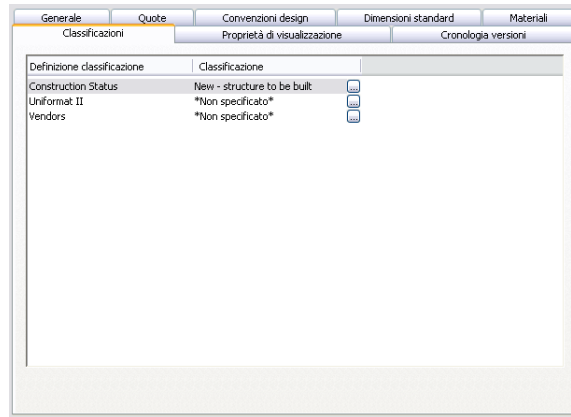 Generale Quote Convenzioni design Dimensioni standard Materiali
Classificazioni Proprietà di visualizzazione Cronologia versioni
Definizione classificazione Classificazione
Construction Status New - structure to be built ...
Uniformat II *Non specificato* ...
Vendors *Non specificato* ...